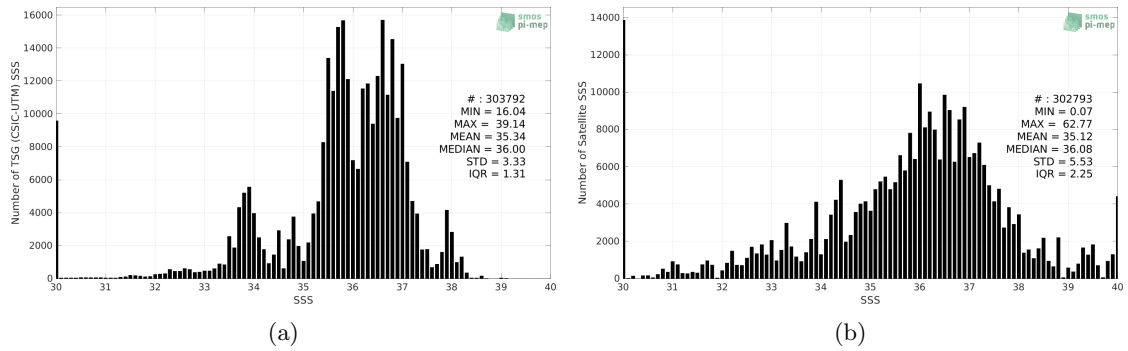 smos
pi-mep
16000
14000
12000
10000
8000
6000
4000
2000
0
Number of TSG (CSIC-UTM) SSS
# : 303792
MIN = 16.04
MAX = 39.14
MEAN = 35.34
MEDIAN = 36.00
STD = 3.33
IQR = 1.31
30 31 32 33 34 35 36 37 38 39 40
SSS
(a)
smos
pi-mep
14000
12000
10000
8000
6000
4000
2000
0
Number of Satellite SSS
# : 302793
MIN = 0.07
MAX = 62.77
MEAN = 35.12
MEDIAN = 36.08
STD = 5.53
IQR = 2.25
30 31 32 33 34 35 36 37 38 39 40
SSS
(b)